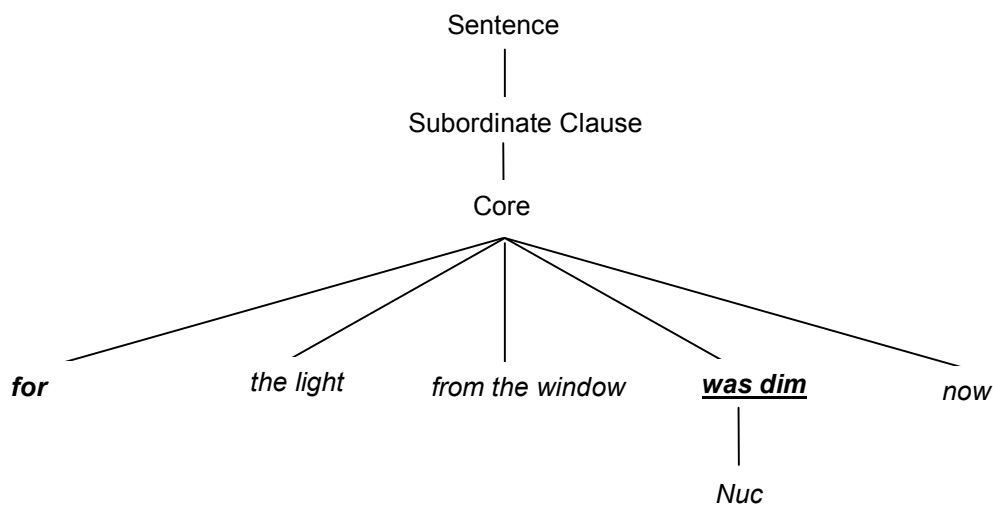 Sentence
Subordinate Clause
Core
for the light from the window was dim now
Nuc